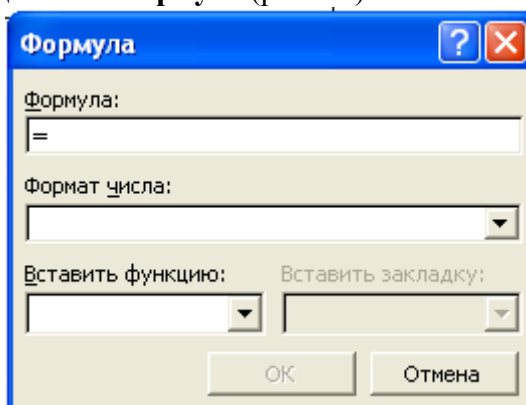 Формула
Формула:
=
Формат числа:
Вставить функцию: Вставить закладку:
ОК Отмена